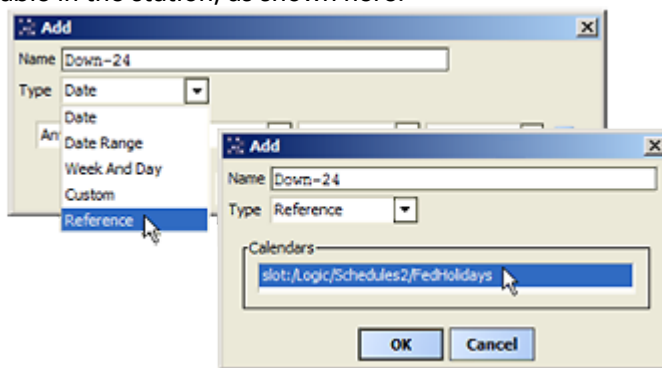 able in the station, as shown here:
Add
Name Down-24
Type Date
Date
Date Range
Week And Day
Custom
Reference
Add
Name Down-24
Type Reference
Calendars
slot:/Logic/Schedules2/FedHolidays
OK Cancel